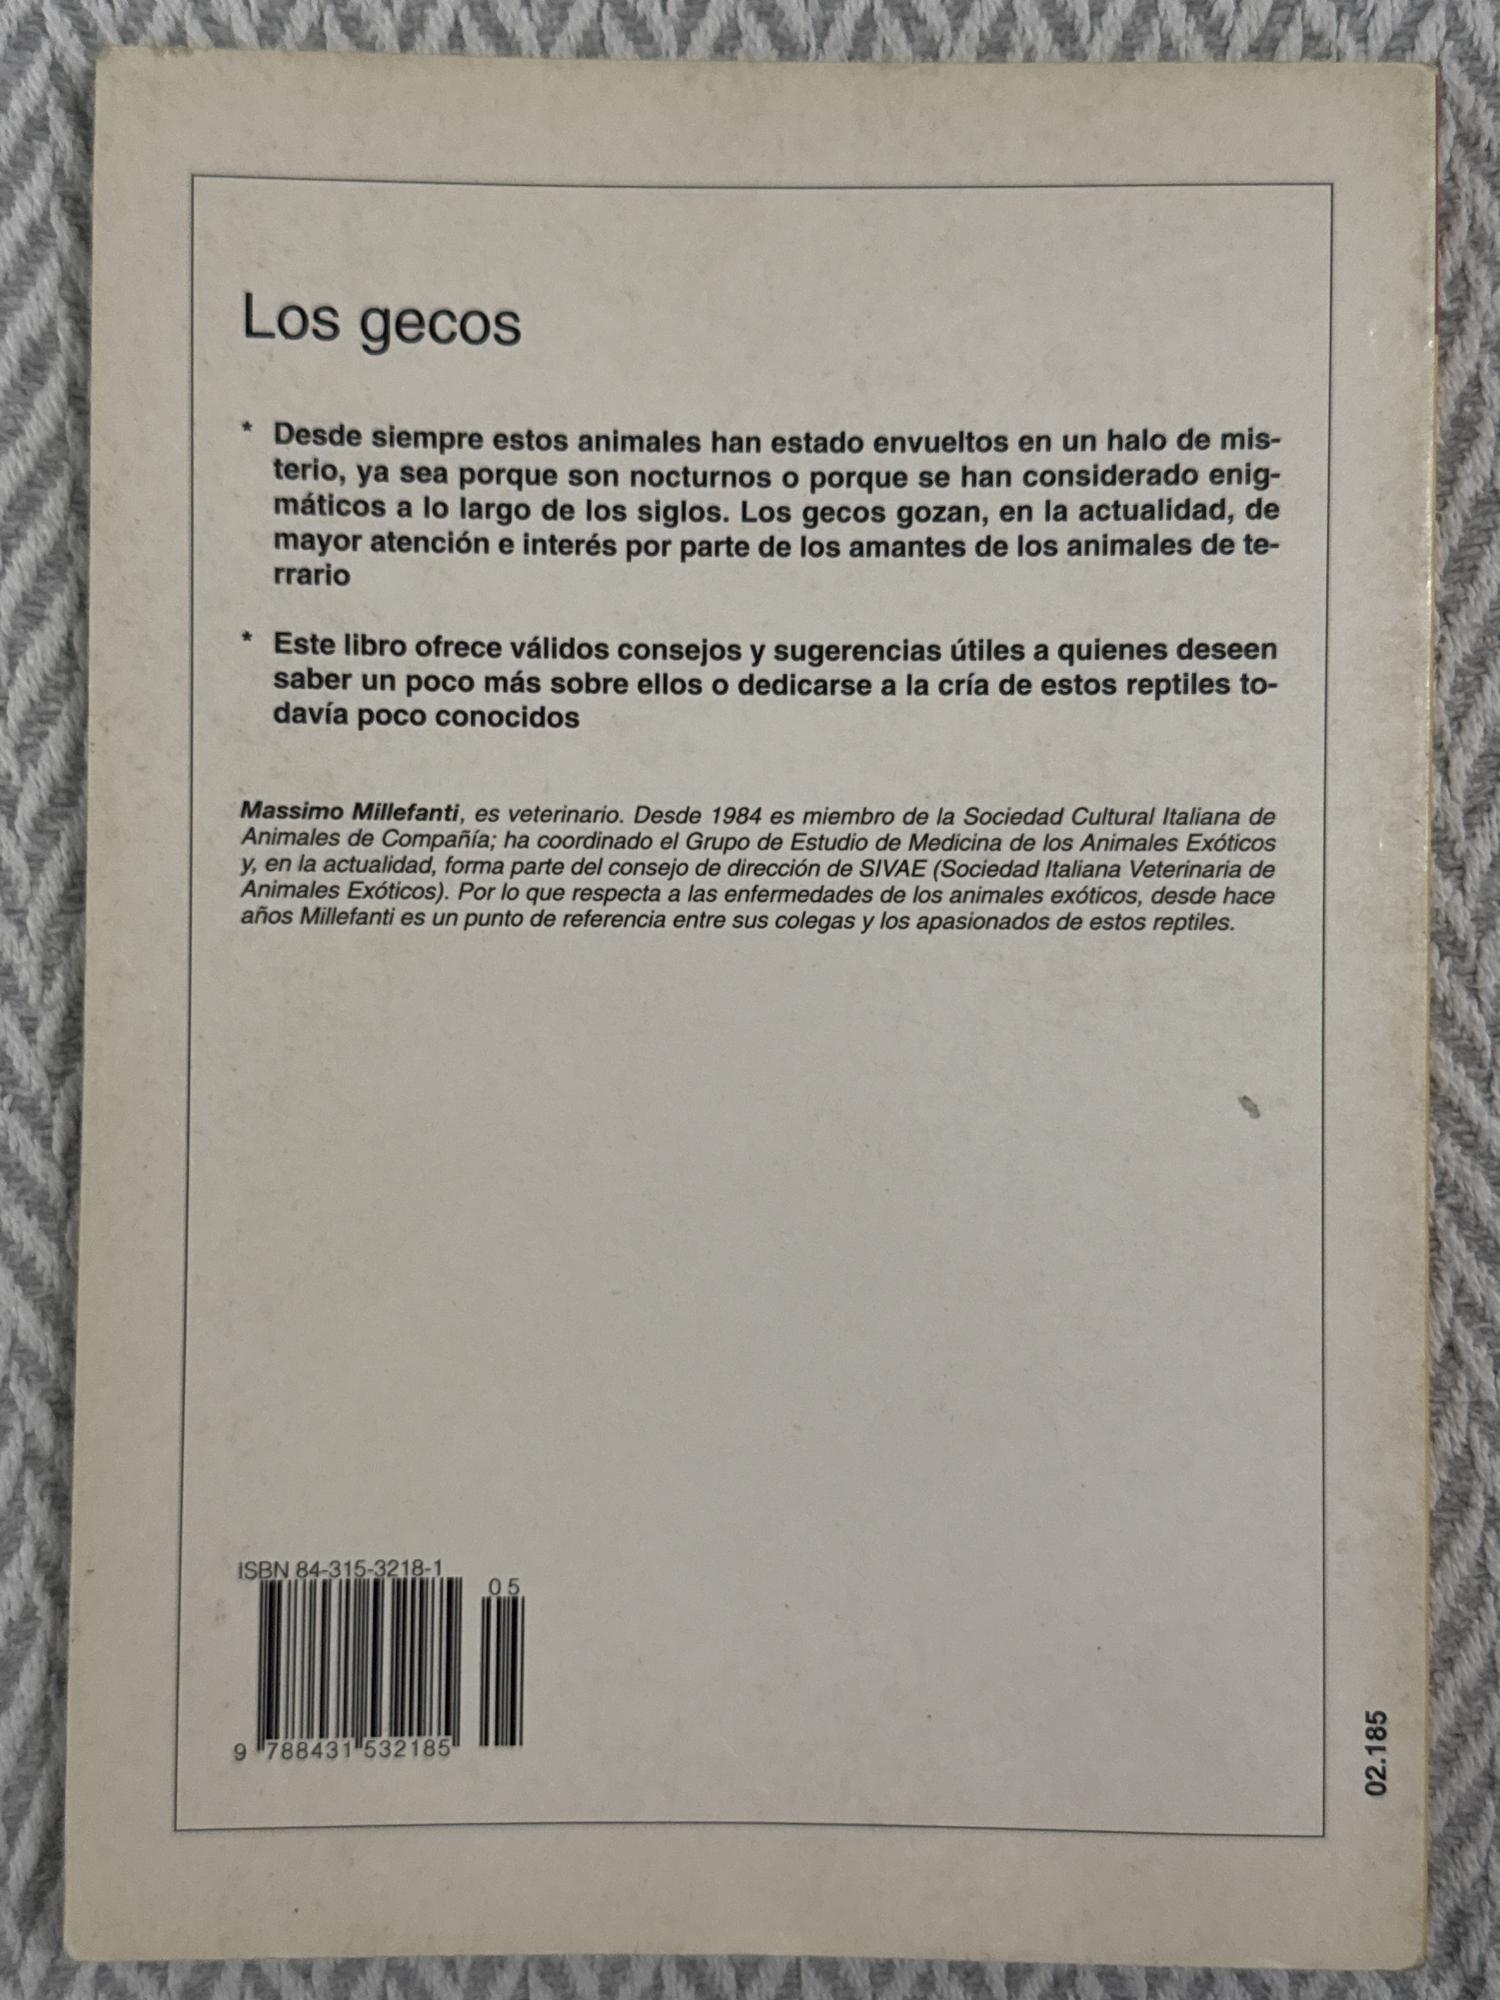 Los gecos
* Desde siempre estos animales han estado envueltos en un halo de mis-
terio, ya sea porque son nocturnos o porque se han considerado enig-
máticos a lo largo de los siglos. Los gecos gozan, en la actualidad, de
mayor atención e interés por parte de los amantes de los animales de te-
rrario
* Este libro ofrece válidos consejos y sugerencias útiles a quienes deseen
saber un poco más sobre ellos o dedicarse a la cría de estos reptiles to-
davía poco conocidos
Massimo Millefanti, es veterinario. Desde 1984 es miembro de la Sociedad Cultural Italiana de
Animales de Compañía; ha coordinado el Grupo de Estudio de Medicina de los Animales Exóticos
y, en la actualidad, forma parte del consejo de dirección de SIVAE (Sociedad Italiana Veterinaria de
Animales Exóticos). Por lo que respecta a las enfermedades de los animales exóticos, desde hace
años Millefanti es un punto de referencia entre sus colegas y los apasionados de estos reptiles.
ISBN 84-315-3218-1
05
9 788431 532185
02.185